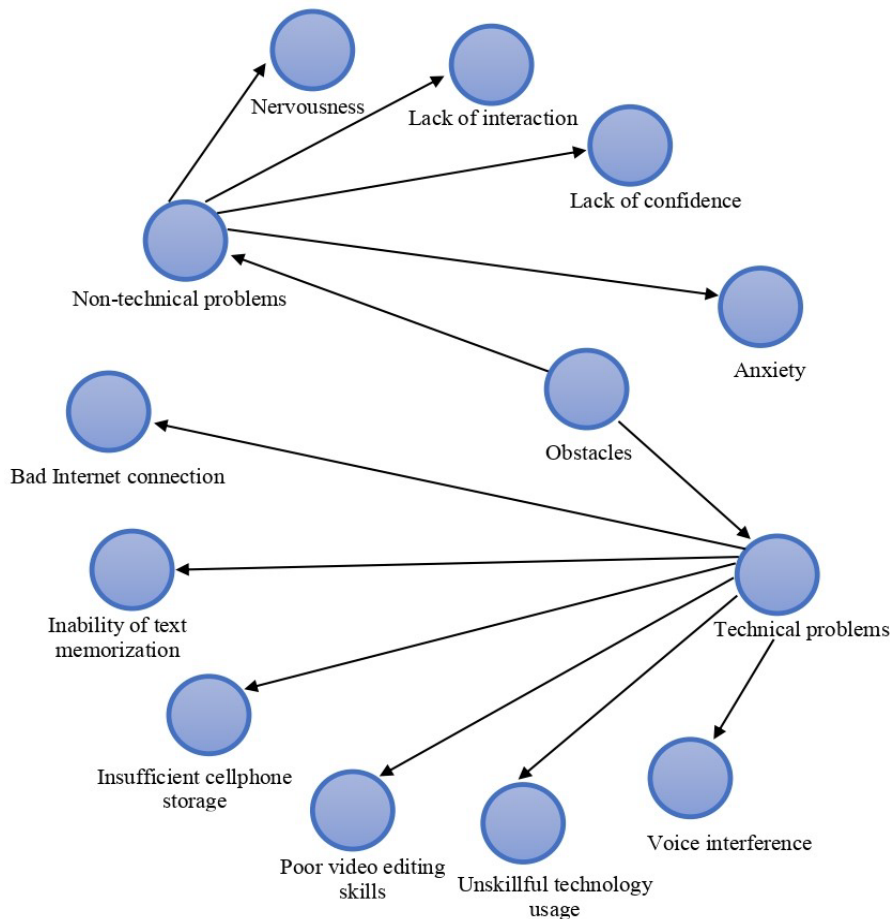 Nervousness
Lack of interaction
Lack of confidence
Non-technical problems
Anxiety
Obstacles
Bad Internet connection
Inability of text
memorization
Technical problems
Insufficient cellphone
storage
Voice interference
Poor video editing
skills
Unskillful technology
usage